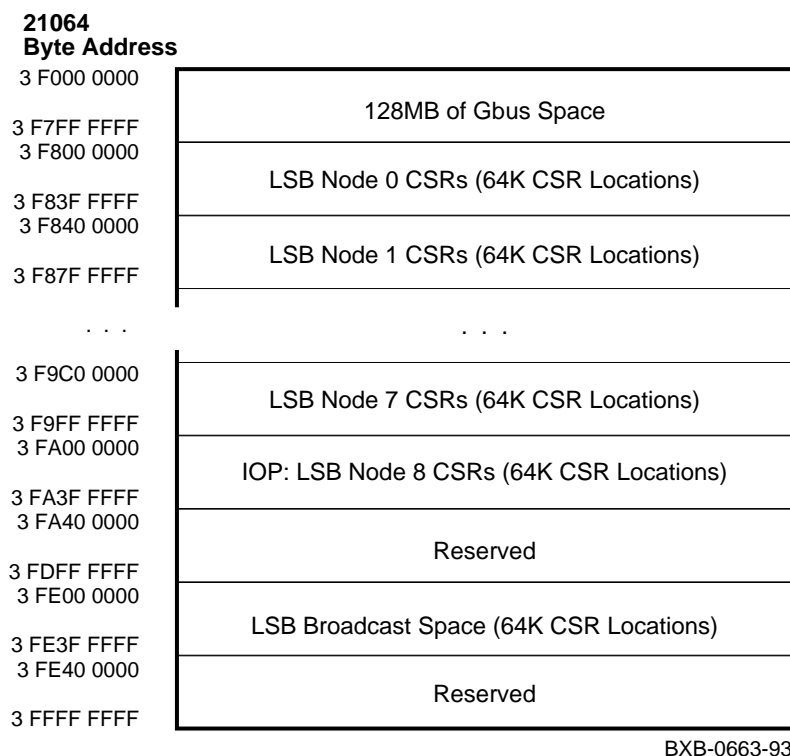 21064
Byte Address
3 F000 0000
128MB of Gbus Space
3 F7FF FFFF
3 F800 0000
LSB Node 0 CSRs (64K CSR Locations)
3 F83F FFFF
3 F840 0000
LSB Node 1 CSRs (64K CSR Locations)
3 F87F FFFF
. . . . . .
3 F9C0 0000
LSB Node 7 CSRs (64K CSR Locations)
3 F9FF FFFF
3 FA00 0000
IOP: LSB Node 8 CSRs (64K CSR Locations)
3 FA3F FFFF
3 FA40 0000
Reserved
3 FDFF FFFF
3 FE00 0000
LSB Broadcast Space (64K CSR Locations)
3 FE3F FFFF
3 FE40 0000
Reserved
3 FFFF FFFF
BXB-0663-93